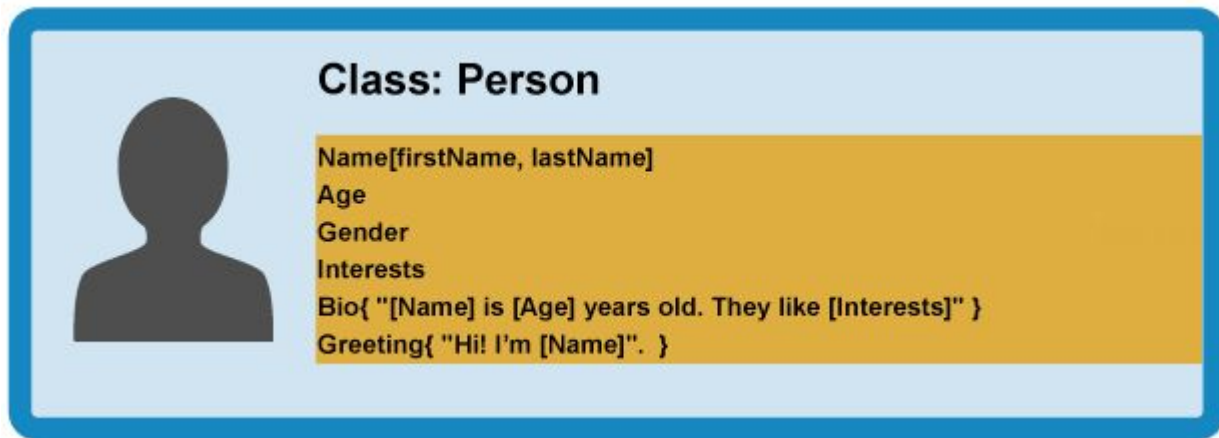 Class: Person
Name[firstName, lastName]
Age
Gender
Interests
Bio{ "[Name] is [Age] years old. They like [Interests]" }
Greeting{ "Hi! I’m [Name]".  }